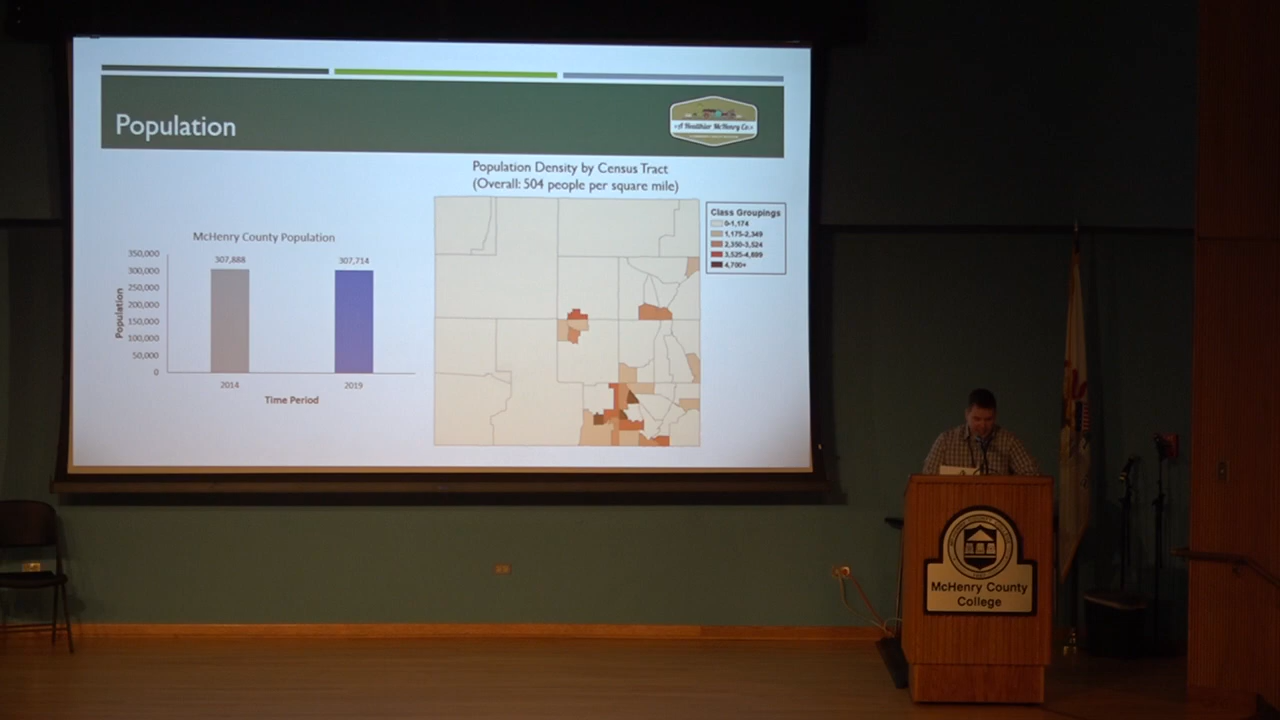 Population
A Healthier McHenry Co.
Population Density by Census Tract
(Overall: 504 people per square mile)
McHenry County Population
350,000
300,000
250,000
200,000
150,000
100,000
50,000
0
Population
307,888
307,714
2014
2019
Time Period
Class Groupings
0-1,174
1,175-2,349
2,350-3,524
3,525-4,699
4,700+
McHenry County
College